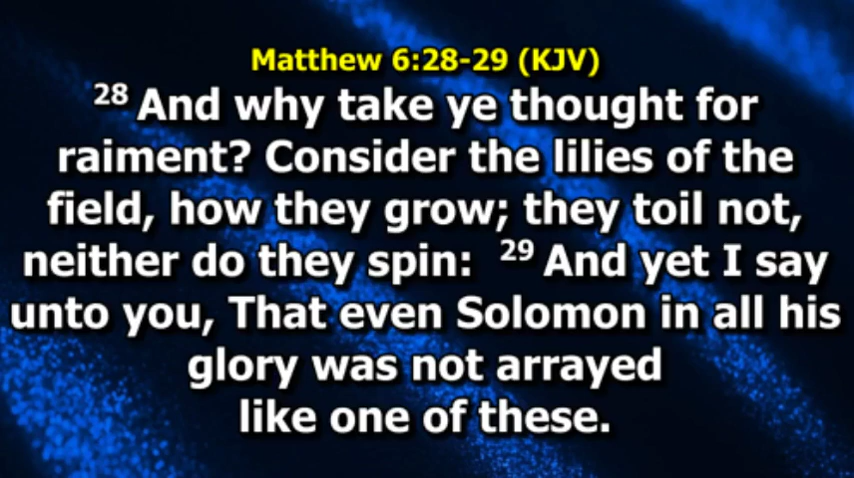 Matthew 6:28-29 (KJV)
28 And why take ye thought for
raiment? Consider the lilies of the
field, how they grow; they toil not,
neither do they spin: 29 And yet I say
unto you, That even Solomon in all his
glory was not arrayed
like one of these.